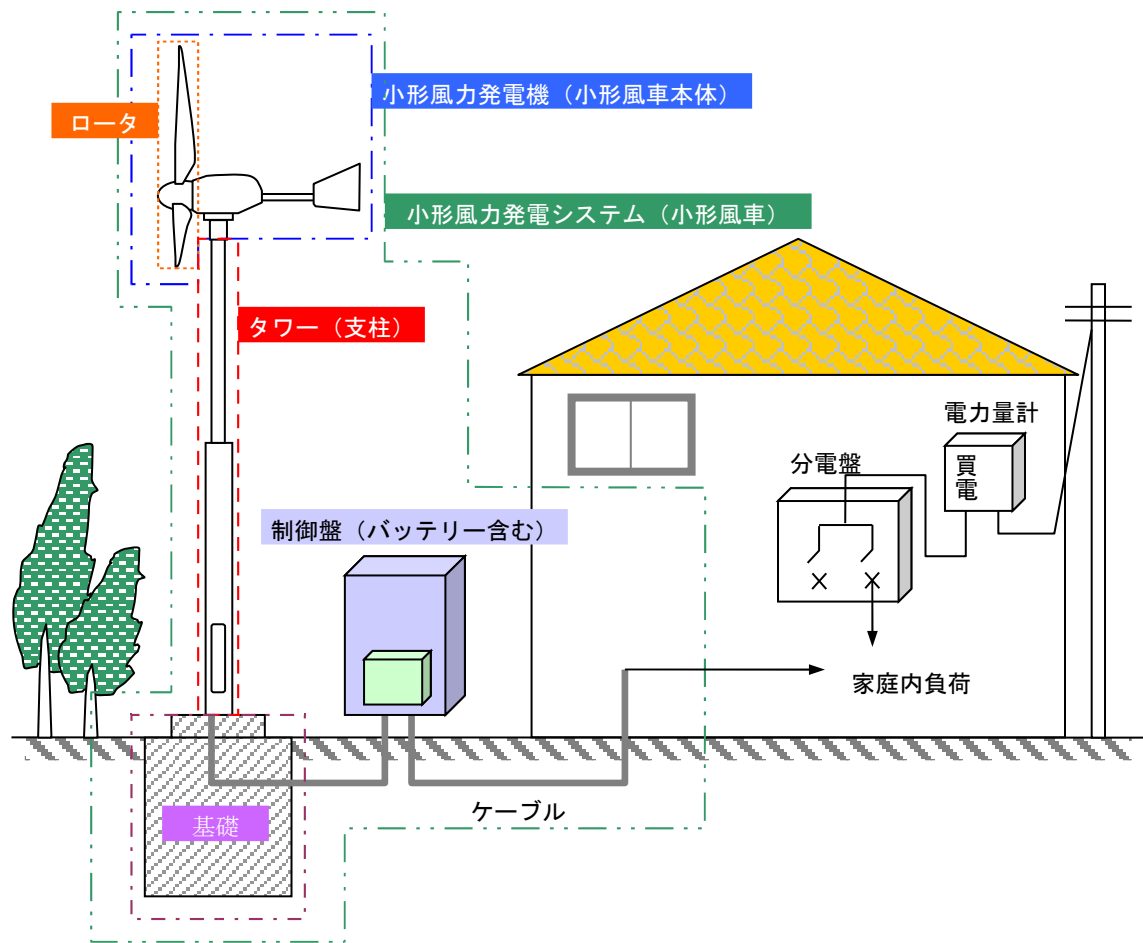 小形風力発電機（小形風車本体）
ロータ
小形風力発電システム（小形風車）
タワー（支柱）
電力量計
買電
分電盤
制御盤（バッテリー含む）
家庭内負荷
ケーブル
基礎